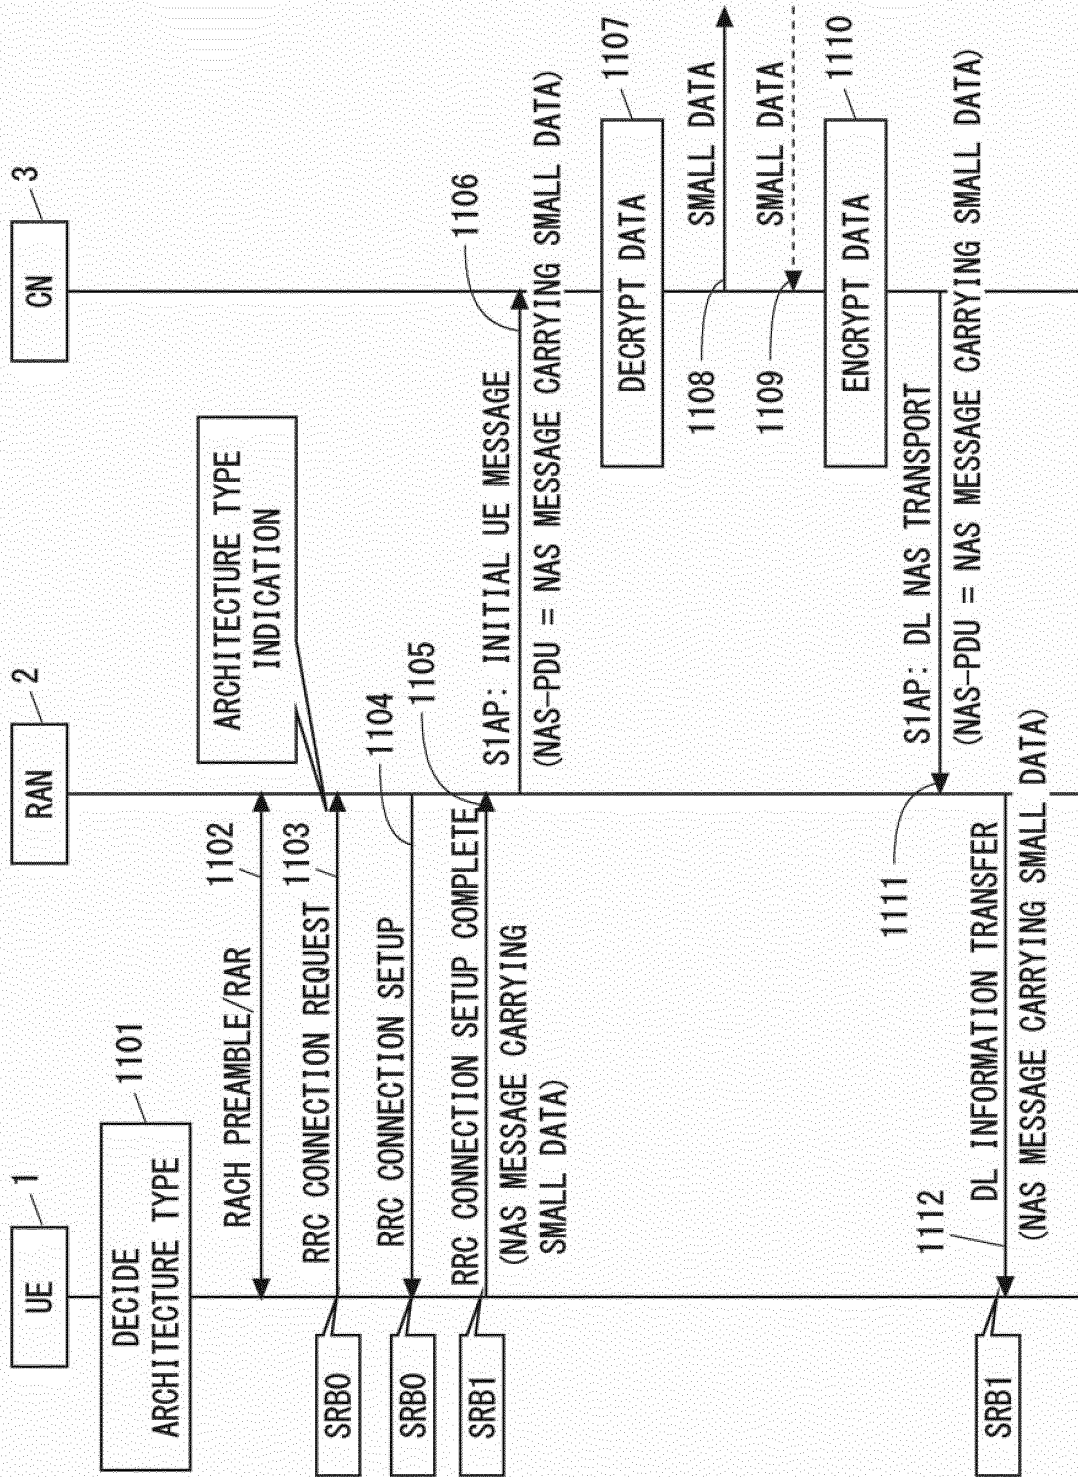 UE
1
RAN
2
CN
3
DECIDE
ARCHITECTURE TYPE
1101
RACH PREAMBLE/RAR
1102
ARCHITECTURE TYPE
INDICATION
RRC CONNECTION REQUEST
1103
SRB0
RRC CONNECTION SETUP
1104
SRB0
RRC CONNECTION SETUP COMPLETE
1105
(NAS MESSAGE CARRYING
SMALL DATA)
SRB1
S1AP: INITIAL UE MESSAGE
1106
(NAS-PDU = NAS MESSAGE CARRYING SMALL DATA)
DECRYPT DATA
1107
1108
SMALL DATA
1109
SMALL DATA
ENCRYPT DATA
1110
S1AP: DL NAS TRANSPORT
(NAS-PDU = NAS MESSAGE CARRYING SMALL DATA)
1111
DL INFORMATION TRANSFER
1112
(NAS MESSAGE CARRYING SMALL DATA)
SRB1